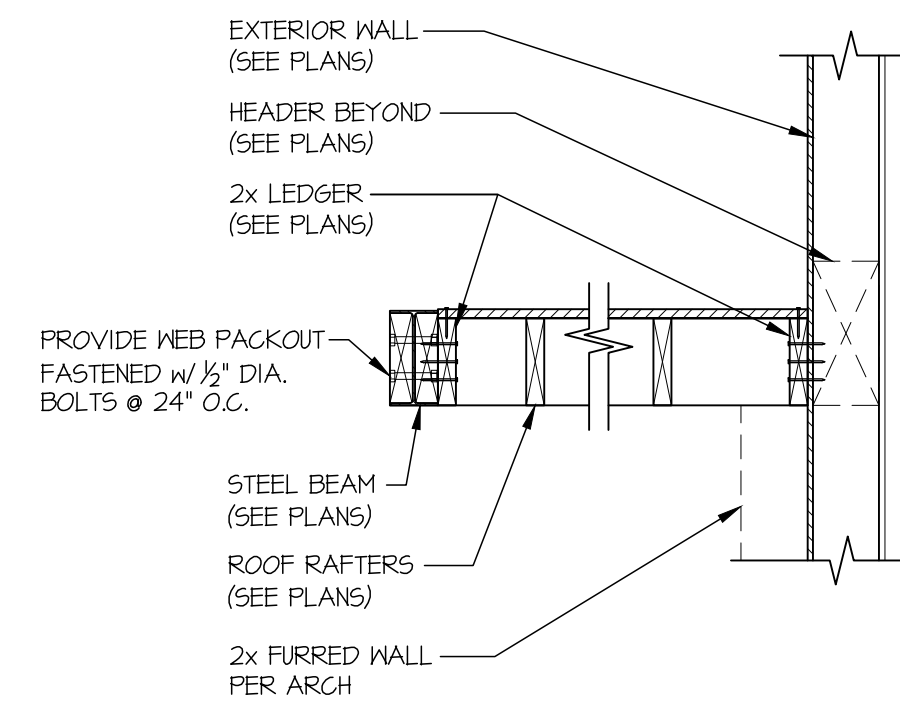 EXTERIOR WALL
(SEE PLANS)
HEADER BEYOND
(SEE PLANS)
2x LEDGER
(SEE PLANS)
PROVIDE WEB PACKOUT
FASTENED w/ ½" DIA.
BOLTS @ 24" O.C.
STEEL BEAM
(SEE PLANS)
ROOF RAFTERS
(SEE PLANS)
2x FURRED WALL
PER ARCH